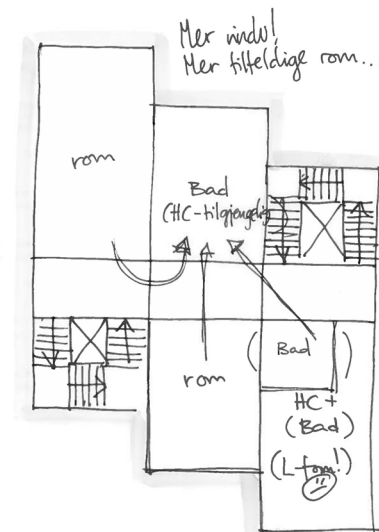 Mer vindu!
Mer tilfeldige rom..
rom
Bad
(HC-tilgjengelig)
(Bad)
rom
HC+
(Bad)
(L-form!)